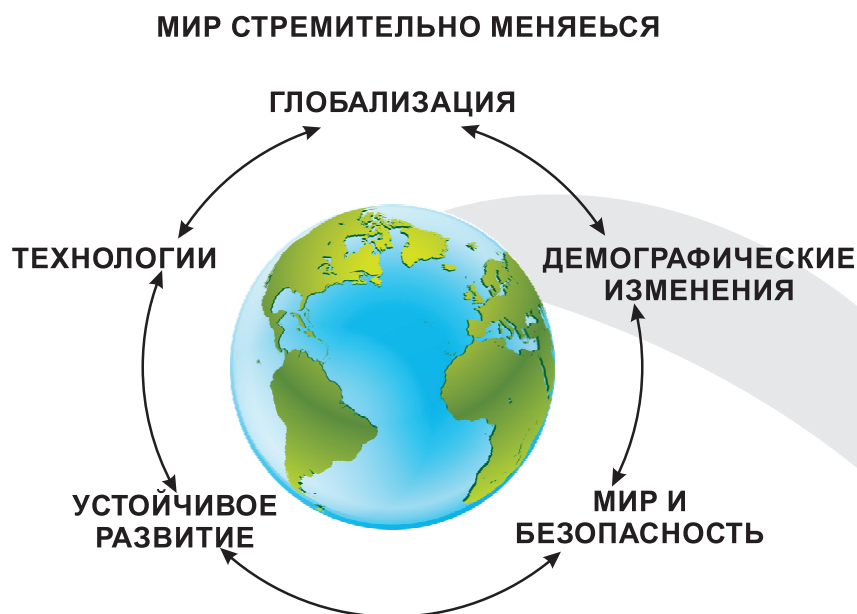 МИР СТРЕМИТЕЛЬНО МЕНЯЕЬСЯ
ГЛОБАЛИЗАЦИЯ
ТЕХНОЛОГИИ
ДЕМОГРАФИЧЕСКИЕ
ИЗМЕНЕНИЯ
УСТОЙЧИВОЕ
РАЗВИТИЕ
МИР И
БЕЗОПАСНОСТЬ